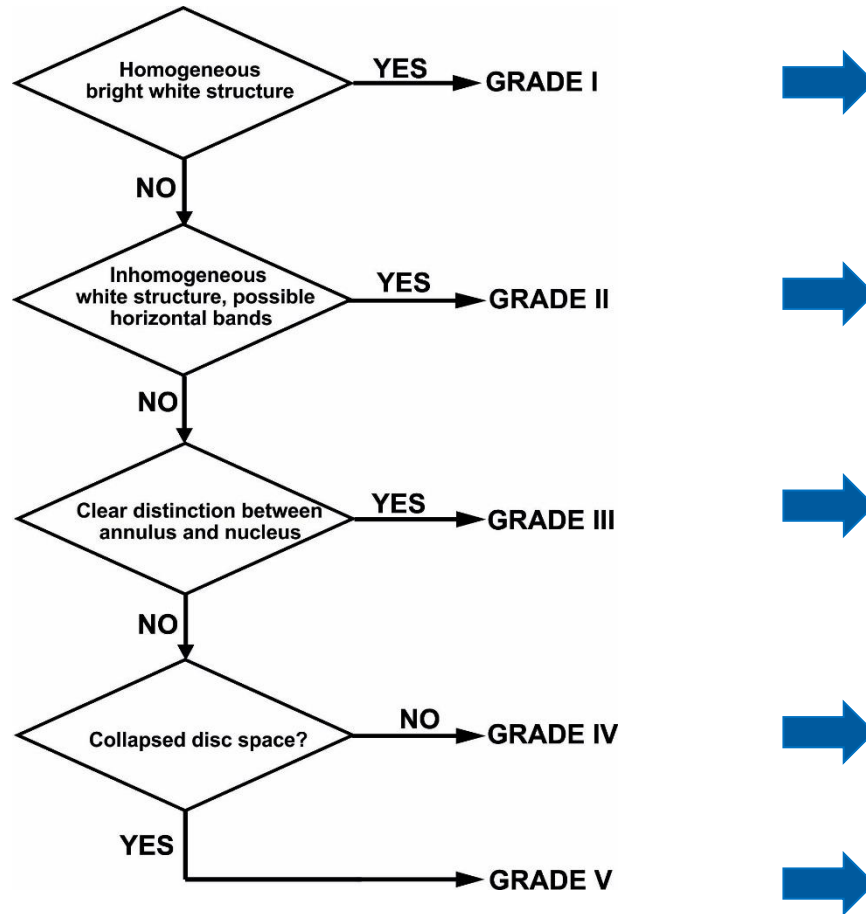 Homogeneous
bright white structure
YES
GRADE I
NO
Inhomogeneous
white structure, possible
horizontal bands
YES
GRADE II
NO
Clear distinction between
annulus and nucleus
YES
GRADE III
NO
Collapsed disc space?
NO
GRADE IV
YES
GRADE V